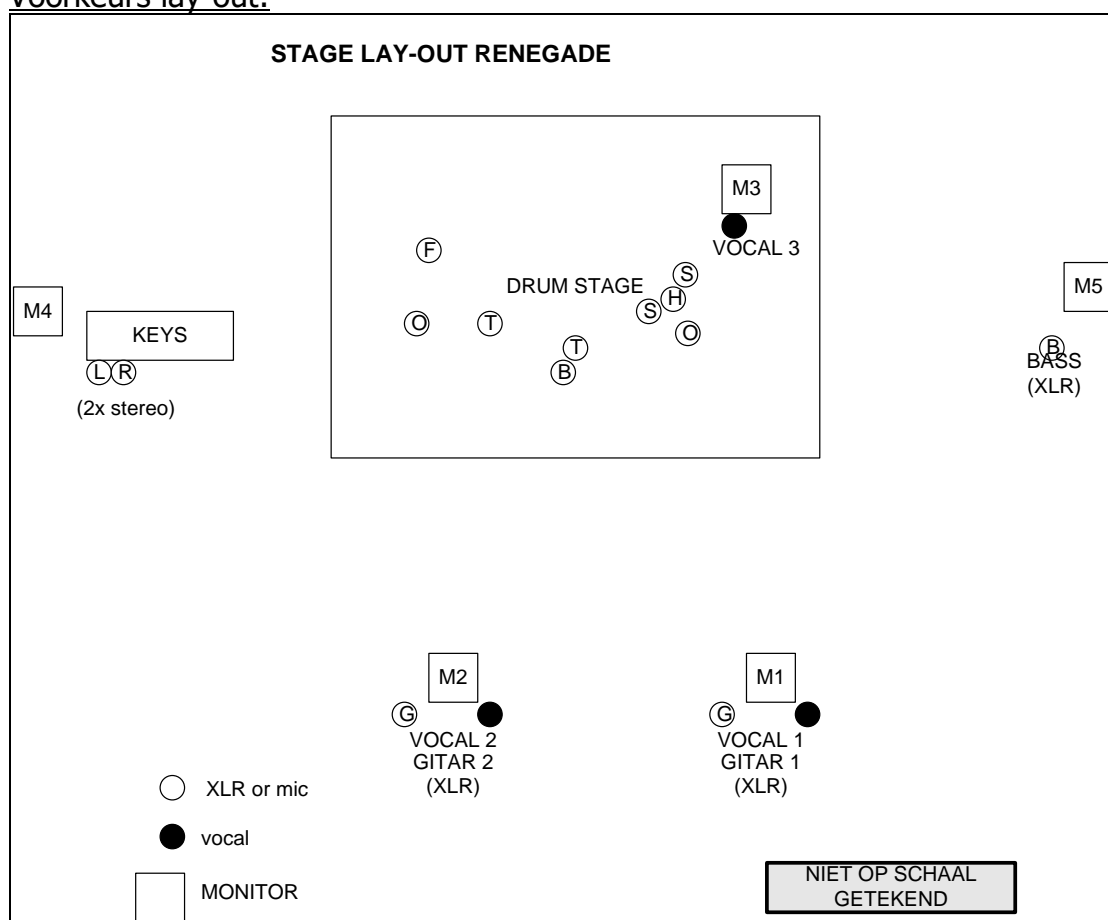 Voorkeurs lay-out:
STAGE LAY-OUT RENEGADE
M3
VOCAL 3
F
S
DRUM STAGE
H
S
O
T
O
T
B
M4
KEYS
L R
(2x stereo)
M5
B
BASS
(XLR)
M2
G
VOCAL 2
GITAR 2
(XLR)
M1
G
VOCAL 1
GITAR 1
(XLR)
XLR or mic
vocal
MONITOR
NIET OP SCHAAL
GETEKEND